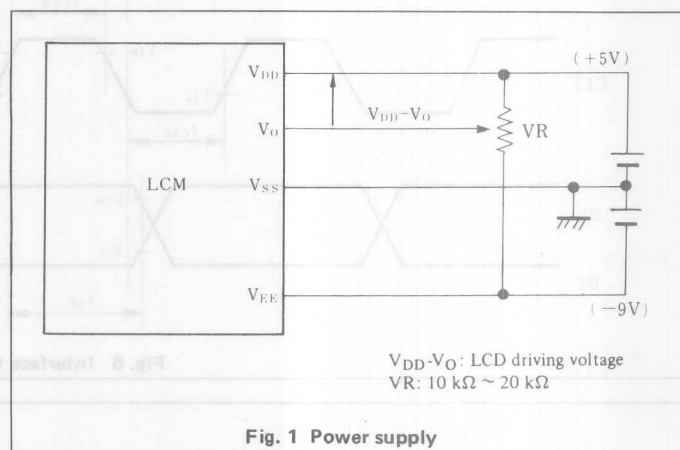 VDD
(+5V)
VO
VDD-VO
VR
LCM
VSS
VEE
(-9V)
VDD-VO: LCD driving voltage
VR: 10 kΩ ~ 20 kΩ
Fig. 1 Power supply
Fig. 6 Interface